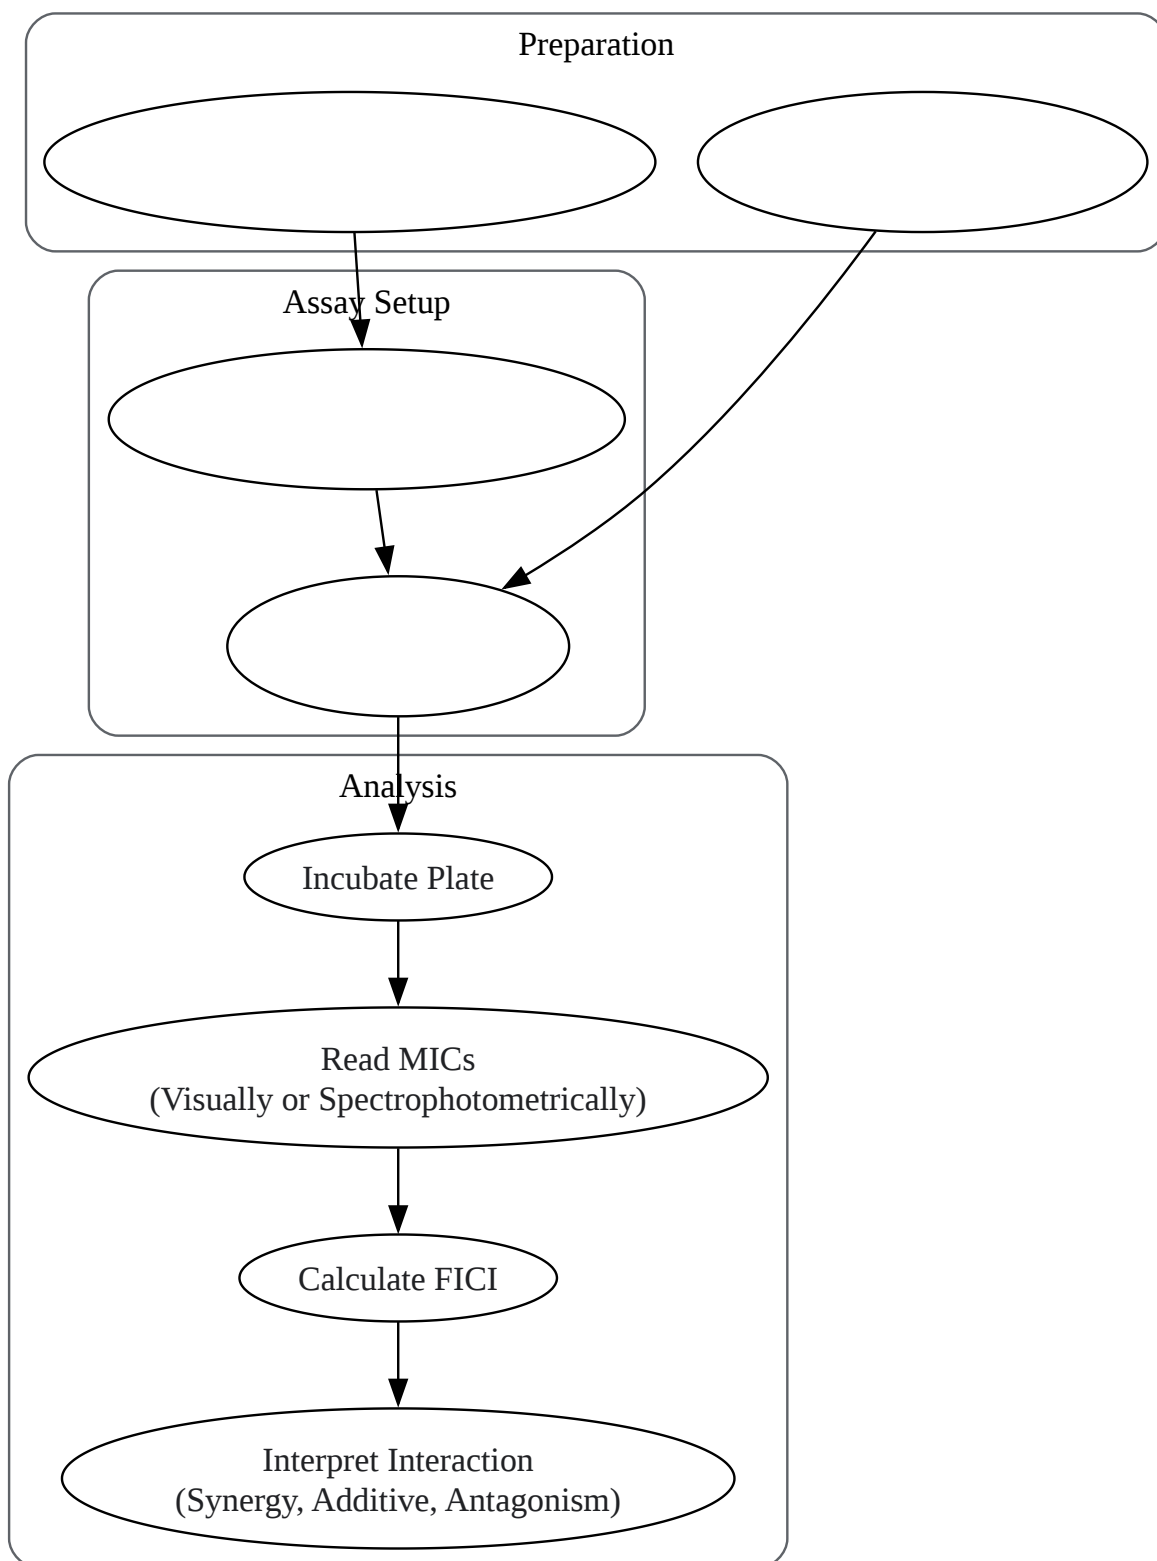 Preparation
Assay Setup
Analysis
Incubate Plate
Read MICs
(Visually or Spectrophotometrically)
Calculate FICI
Interpret Interaction
(Synergy, Additive, Antagonism)